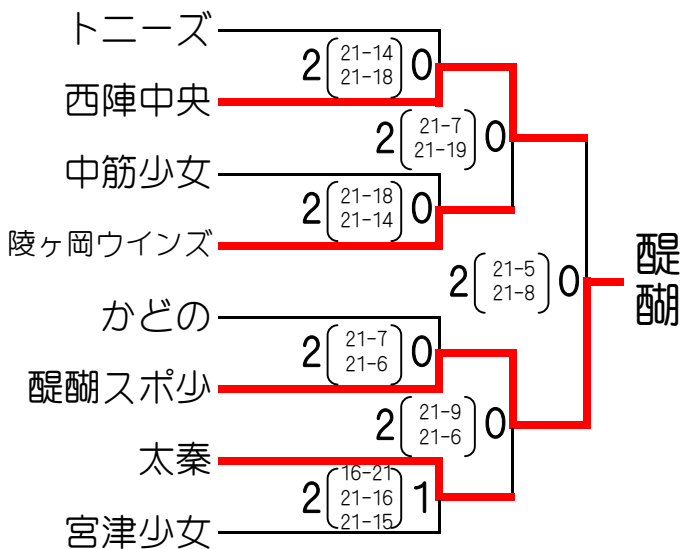 トニーズ
2 21-14 0
21-18
西陣中央
2 21-7 0
21-19
中筋少女
2 21-18 0
21-14
陵ヶ岡ウインズ
2 21-5 0
21-8
醍醐
かどの
2 21-7 0
21-6
醍醐スポ少
2 21-9 0
21-6
太秦
16-21
2 21-16 1
21-15
宮津少女